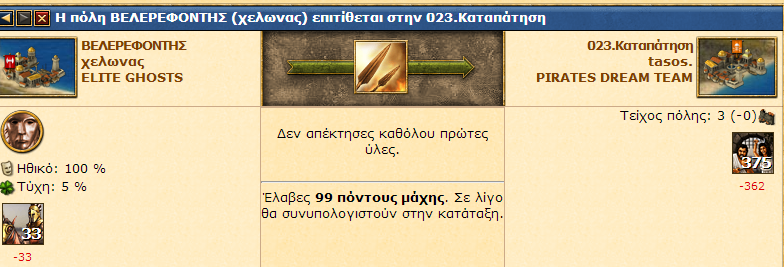 Η πόλη ΒΕΛΕΡΕΦΟΝΤΗΣ (χελωνας) επιτίθεται στην 023.Καταπάτηση
ΒΕΛΕΡΕΦΟΝΤΗΣ
χελωνας
ELITE GHOSTS
023.Καταπάτηση
tasos.
PIRATES DREAM TEAM
Ηθικό: 100 %
Τύχη: 5 %
33
-33
Δεν απέκτησες καθόλου πρώτες
ύλες.
Έλαβες 99 πόντους μάχης. Σε λίγο
θα συνυπολογιστούν στην κατάταξη.
Τείχος πόλης: 3 (-0)
375
-362